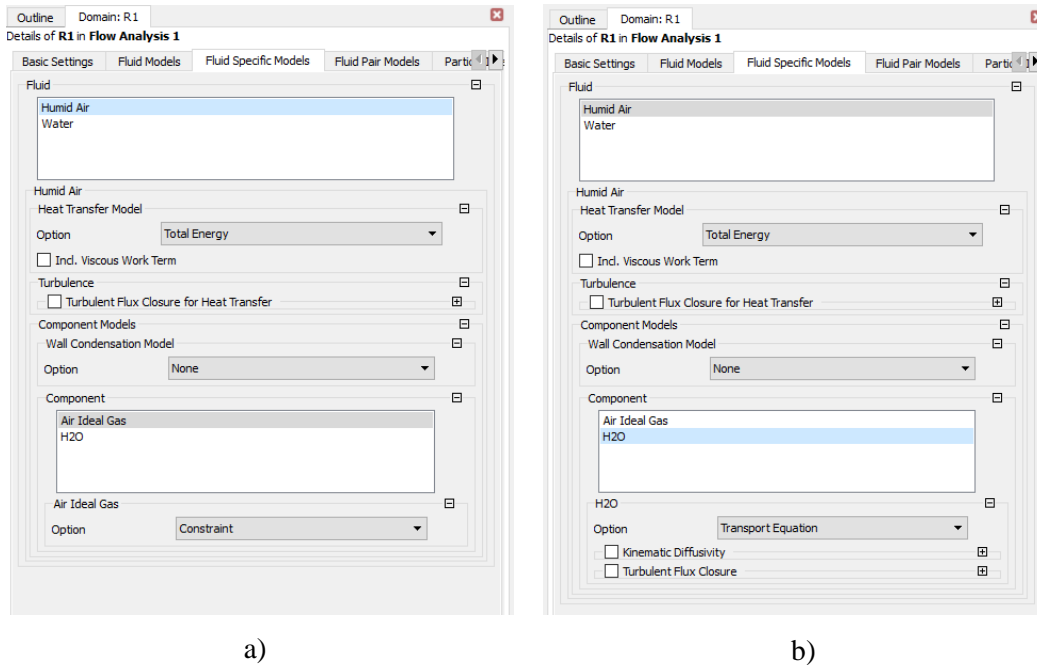 Outline Domain: R1
Details of R1 in Flow Analysis 1
Basic Settings Fluid Models Fluid Specific Models Fluid Pair Models
Fluid
Humid Air
Water
Humid Air
Heat Transfer Model
Option Total Energy
Incl. Viscous Work Term
Turbulence
Turbulent Flux Closure for Heat Transfer
Component Models
Wall Condensation Model
Option None
Component
Air Ideal Gas
H2O
Air Ideal Gas
Option Constraint
a)
Outline Domain: R1
Details of R1 in Flow Analysis 1
Basic Settings Fluid Models Fluid Specific Models Fluid Pair Models
Fluid
Humid Air
Water
Humid Air
Heat Transfer Model
Option Total Energy
Incl. Viscous Work Term
Turbulence
Turbulent Flux Closure for Heat Transfer
Component Models
Wall Condensation Model
Option None
Component
Air Ideal Gas
H2O
H2O
Option Transport Equation
Kinematic Diffusivity
Turbulent Flux Closure
b)